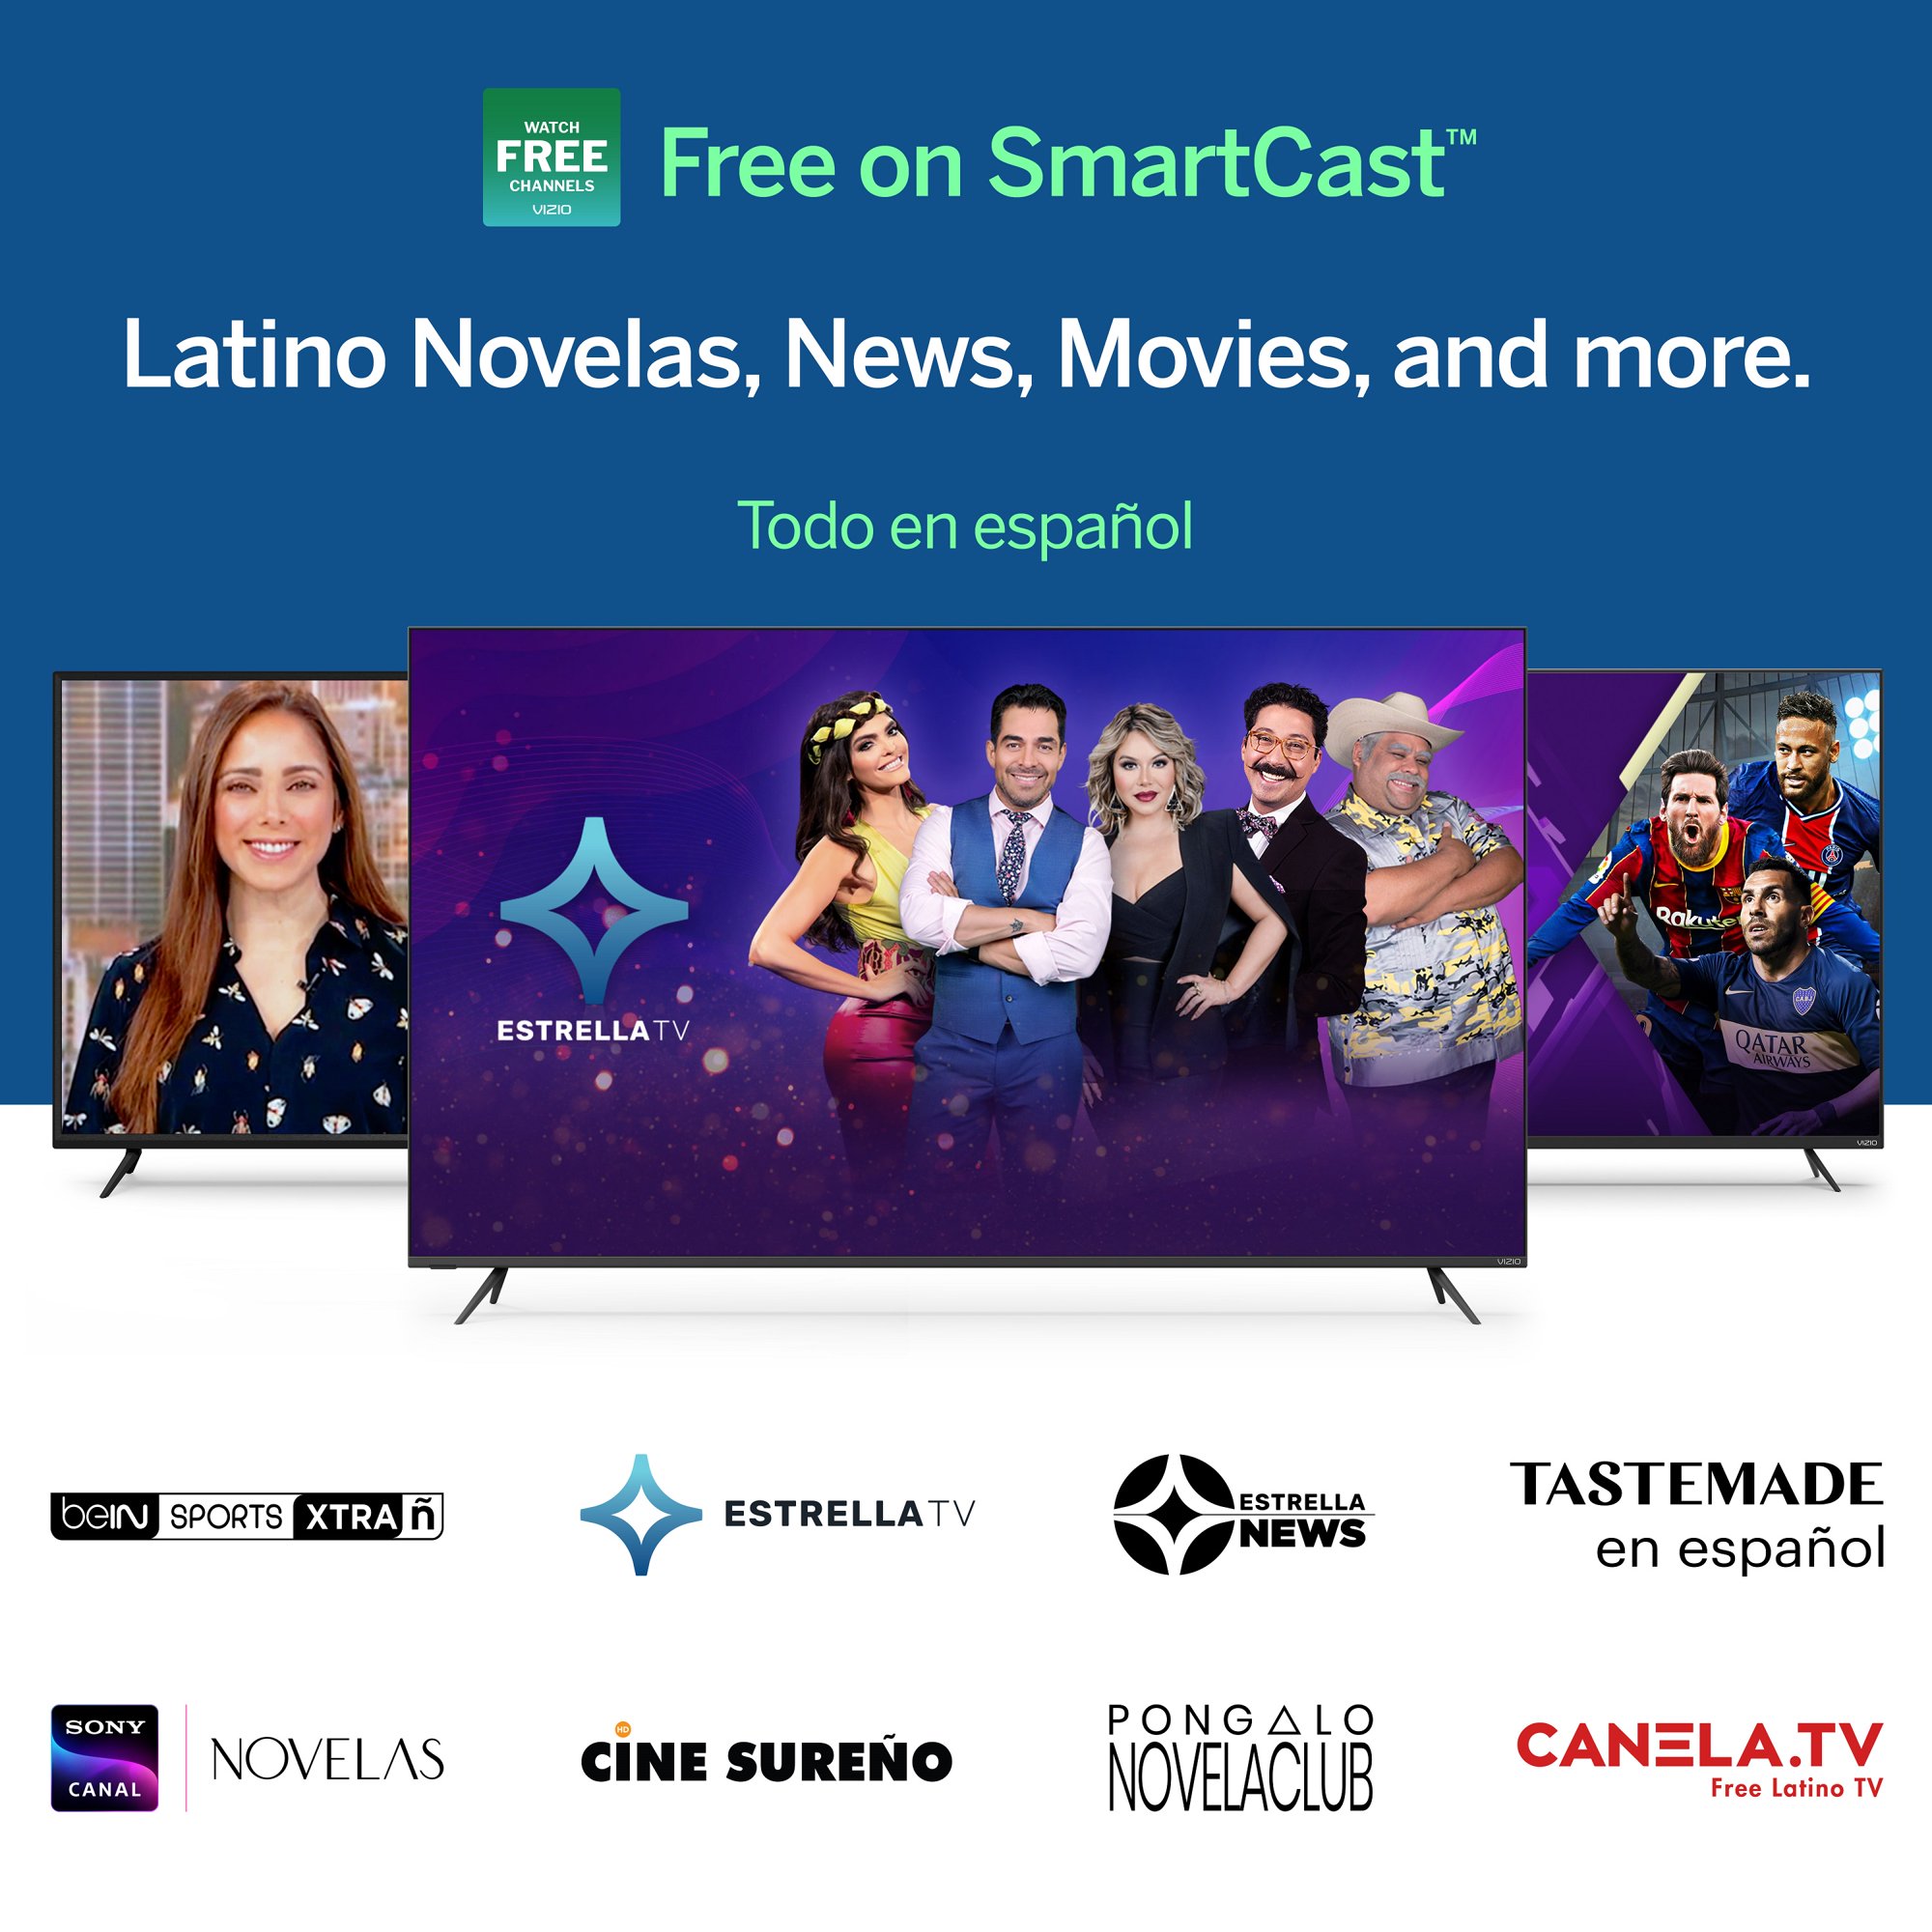 WATCH
FREE
CHANNELS
VIZIO
Free on SmartCast™
Latino Novelas, News, Movies, and more.
Todo en español
ESTRELLA TV
Rakuten
C.A.B.J
QATAR
AIRWAYS
VIZIO
VIZIO
beIN SPORTS XTRA ñ
ESTRELLA TV
ESTRELLA
NEWS
TASTEMADE
en español
SONY
CANAL
NOVELAS
HD
CINE SUREÑO
PONGALO
NOVELACLUB
CANELA.TV
Free Latino TV